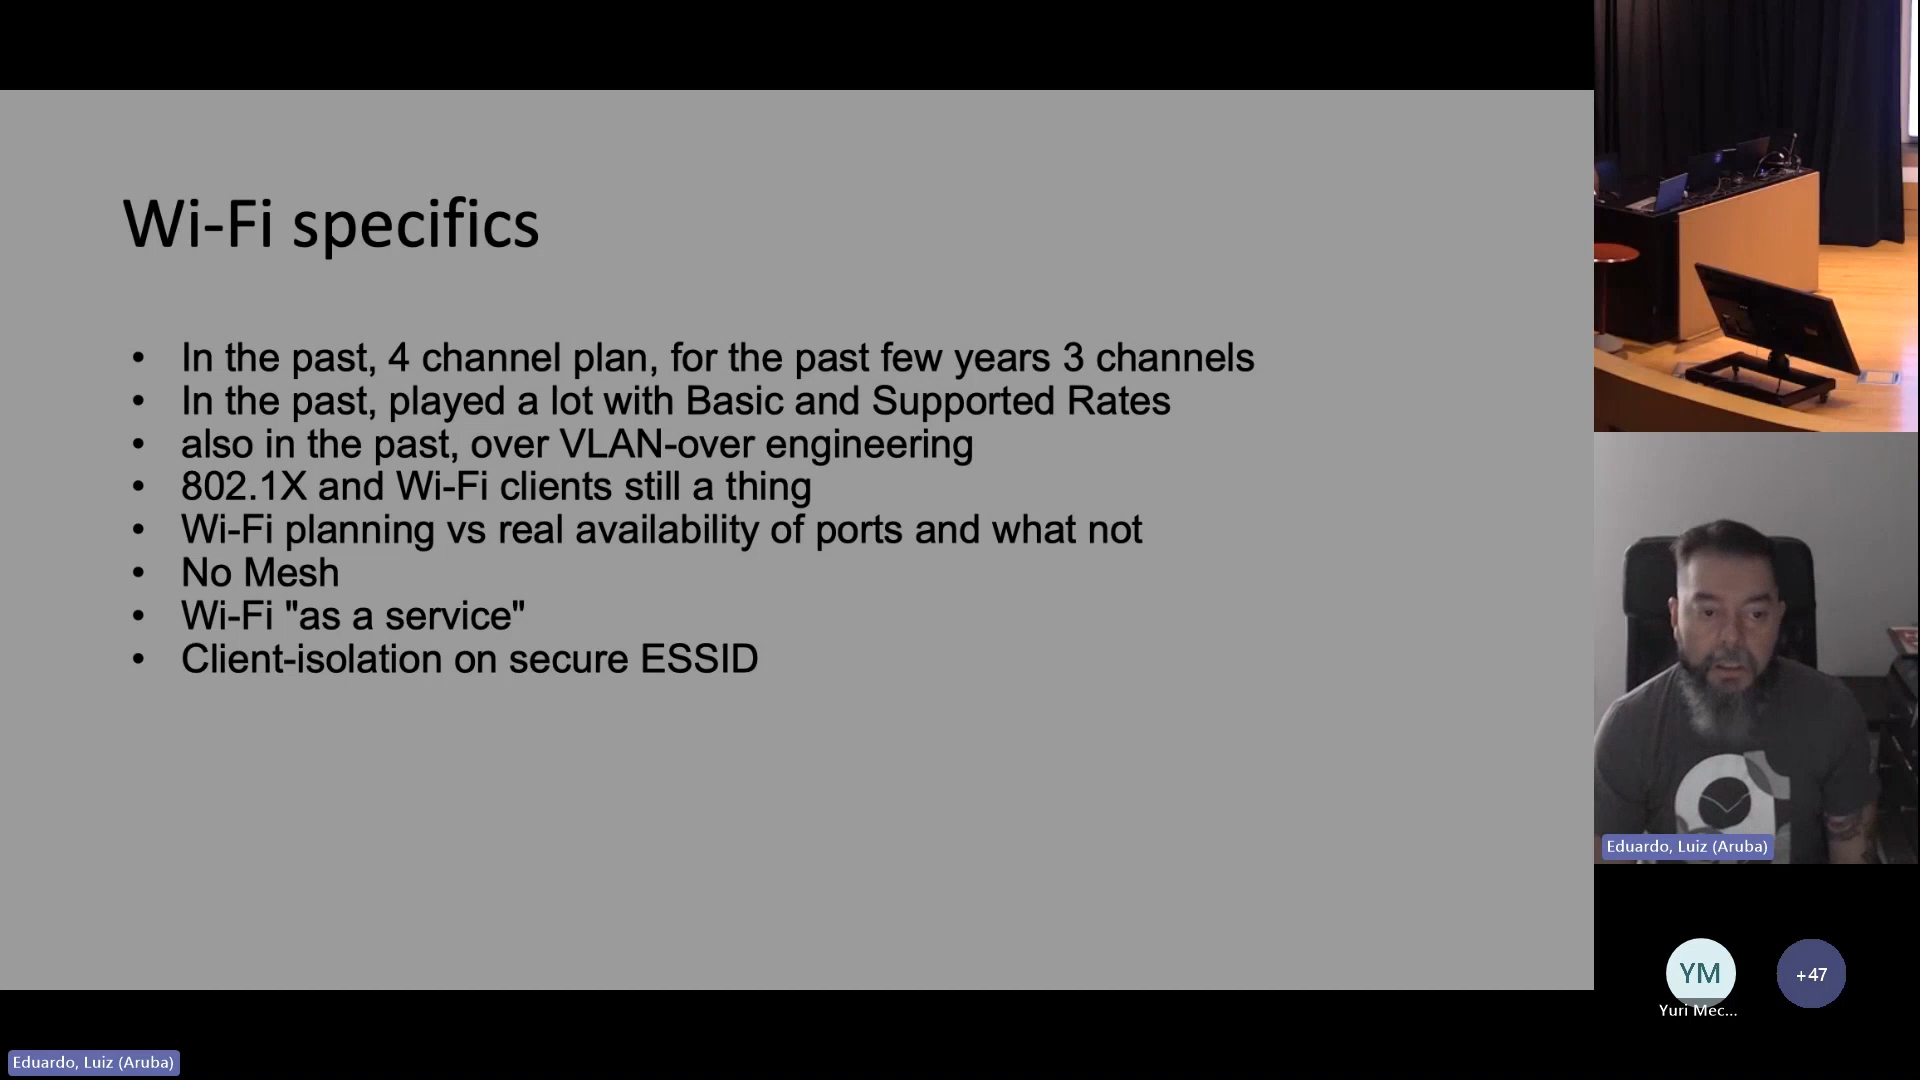 Wi-Fi specifics
• In the past, 4 channel plan, for the past few years 3 channels
• In the past, played a lot with Basic and Supported Rates
• also in the past, over VLAN-over engineering
• 802.1X and Wi-Fi clients still a thing
• Wi-Fi planning vs real availability of ports and what not
• No Mesh
• Wi-Fi "as a service"
• Client-isolation on secure ESSID
Eduardo, Luiz (Aruba)
YM
+47
Yuri Mec...
Eduardo, Luiz (Aruba)